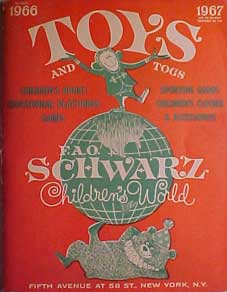 1966
1967
TOYS
AND
TOGS
CHILDREN'S BOOKS
EDUCATIONAL PLAYTHINGS
GAMES
SPORTING GOODS
CHILDREN'S CLOTHES
& ACCESSORIES
F.A.O.
SCHWARZ
Children's World
FIFTH AVENUE AT 58 ST., NEW YORK, N.Y.